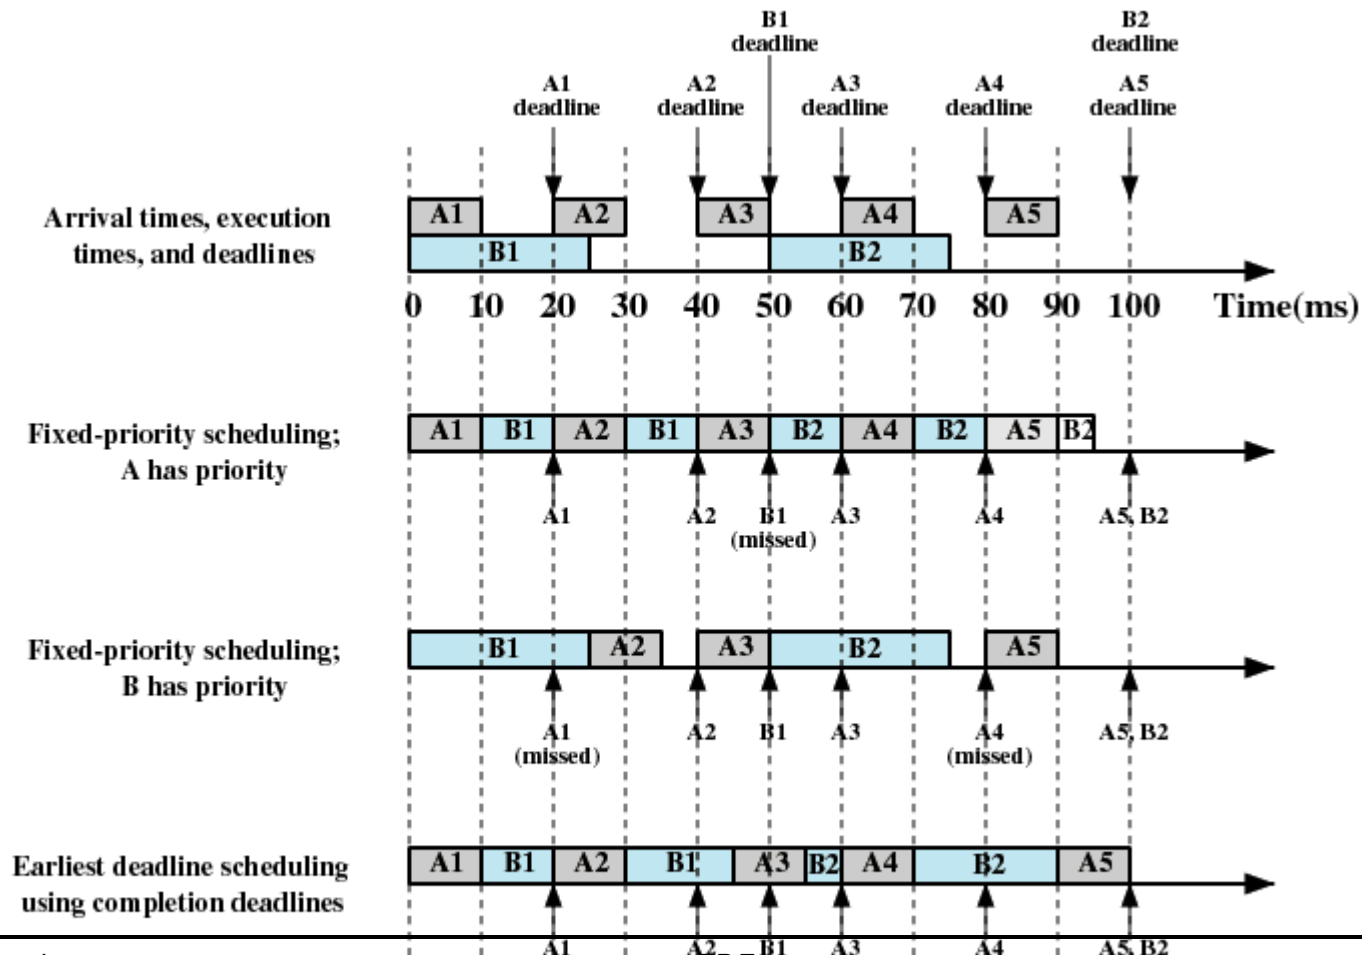 B1 B2
deadline deadline
A1 A2 A3 A4 A5
deadline deadline deadline deadline deadline
Arrival times, execution
times, and deadlines
A1 A2 A3 A4 A5
B1 B2
0 10 20 30 40 50 60 70 80 90 100 Time(ms)
Fixed-priority scheduling;
A has priority
A1 B1 A2 B1 A3 B2 A4 B2 A5 B2
A1 A2 B1 A3 A4 A5, B2
(missed)
Fixed-priority scheduling;
B has priority
B1 A2 A3 B2 A5
A1 A2 B1 A3 A4 A5, B2
(missed) (missed)
Earliest deadline scheduling
using completion deadlines
A1 B1 A2 B1 A3 B2 A4 B2 A5
A1 A2 B1 A3 A4 A5, B2